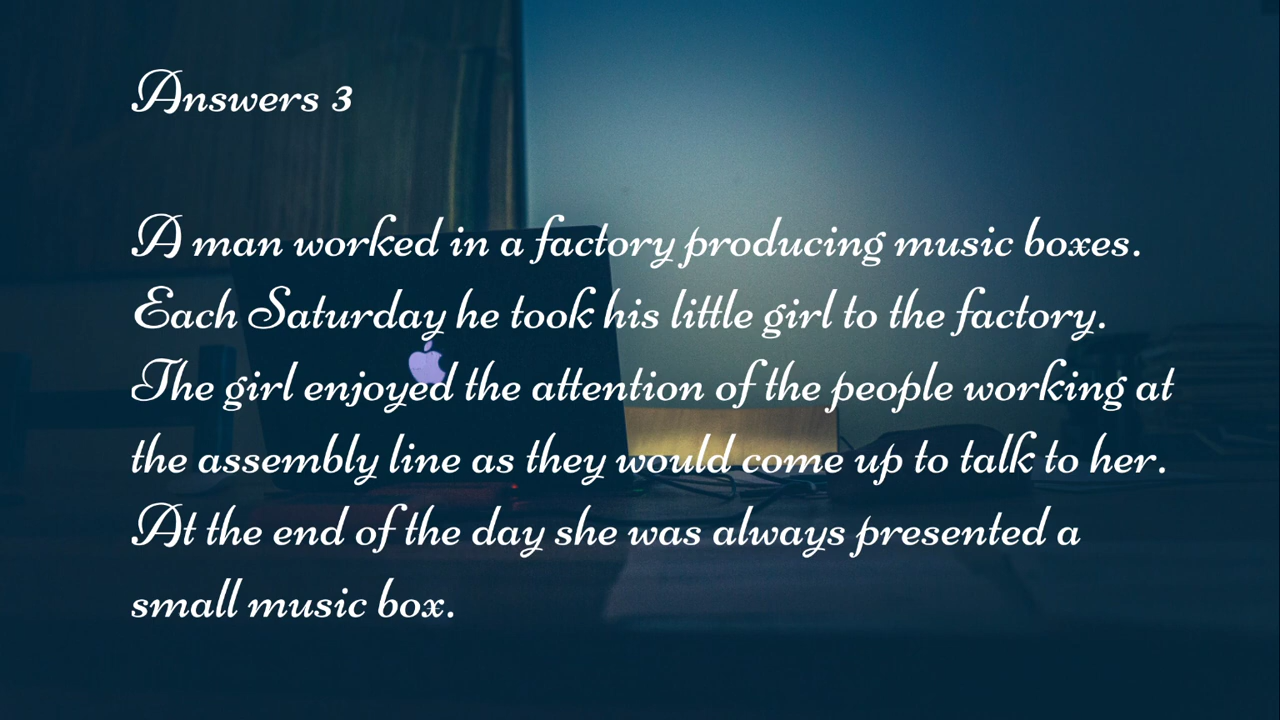 Answers 3
A man worked in a factory producing music boxes.
Each Saturday he took his little girl to the factory.
The girl enjoyed the attention of the people working at
the assembly line as they would come up to talk to her.
At the end of the day she was always presented a
small music box.